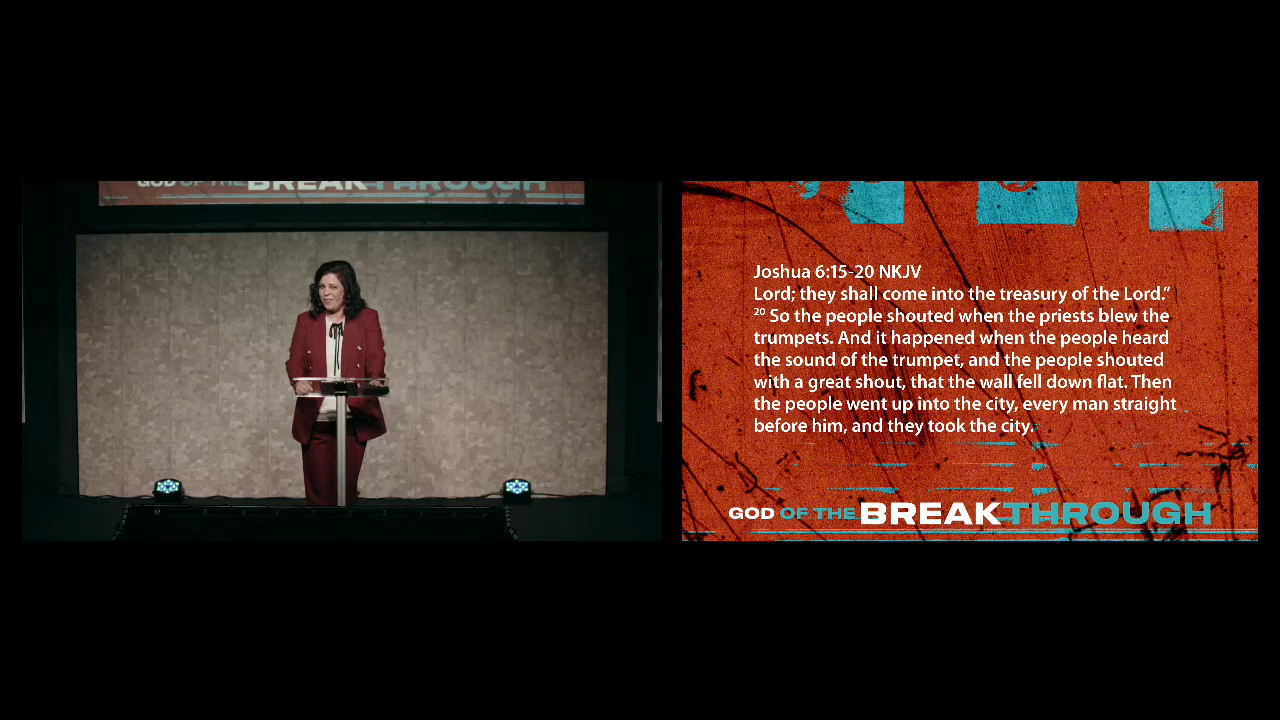 GOD OF THE BREAKTHROUGH
Joshua 6:15-20 NKJV
Lord; they shall come into the treasury of the Lord.”
20 So the people shouted when the priests blew the
trumpets. And it happened when the people heard
the sound of the trumpet, and the people shouted
with a great shout, that the wall fell down flat. Then
the people went up into the city, every man straight
before him, and they took the city.
GOD OF THE BREAKTHROUGH